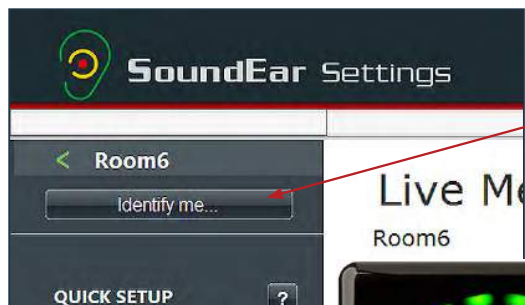 SoundEar Settings
< Room6
Identify me...
Live Me
Room6
QUICK SETUP ?